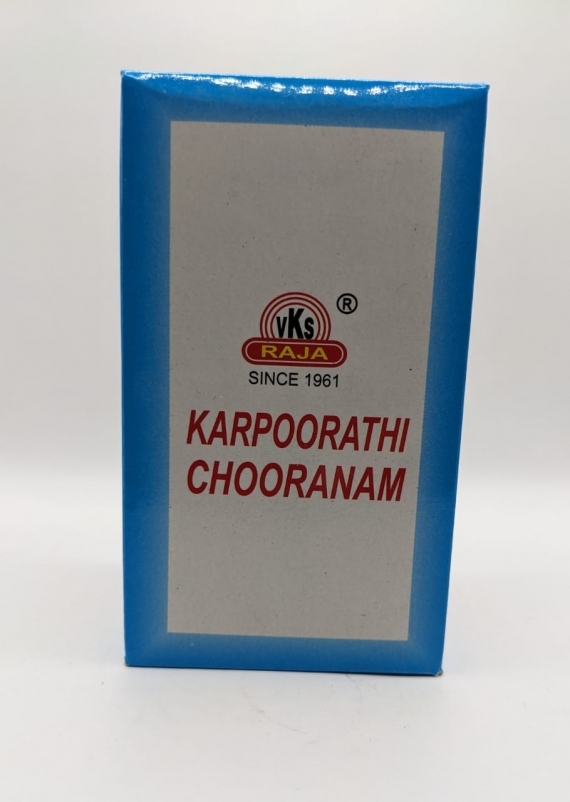 VKS
®
RAJA
SINCE 1961
KARPOORATHI
CHOORANAM